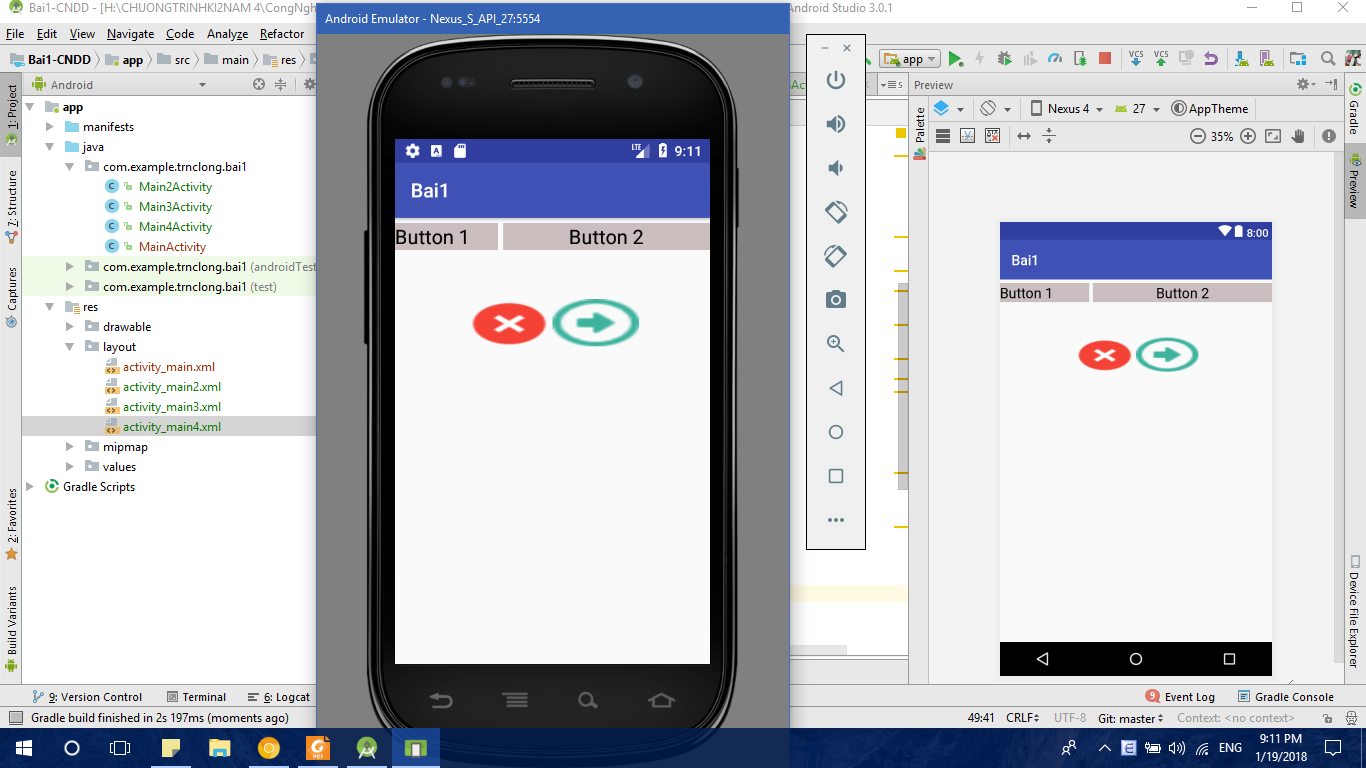 Bai1-CNDD - [H:\CHUONGTRINHKI2NAM 4\CongNgh
Android Studio 3.0.1
File Edit View Navigate Code Analyze Refactor
Bai1-CNDD app src main res
app
Android
Preview
Nexus 4 27 AppTheme
35%
1: Project
7: Structure
Captures
2: Favorites
Build Variants
app
manifests
java
com.example.trnclong.bai1
Main2Activity
Main3Activity
Main4Activity
MainActivity
com.example.trnclong.bai1 (androidTest
com.example.trnclong.bai1 (test)
res
drawable
layout
activity_main.xml
activity_main2.xml
activity_main3.xml
activity_main4.xml
mipmap
values
Gradle Scripts
Android Emulator - Nexus_S_API_27:5554
LTE 9:11
Bai1
Button 1 Button 2
Palette
8:00
Bai1
Button 1 Button 2
Gradle
Preview
Device File Explorer
9: Version Control Terminal 6: Logcat
9 Event Log Gradle Console
Gradle build finished in 2s 197ms (moments ago)
49:41 CRLF UTF-8 Git: master Context: <no context>
PDF
ENG
9:11 PM
1/19/2018